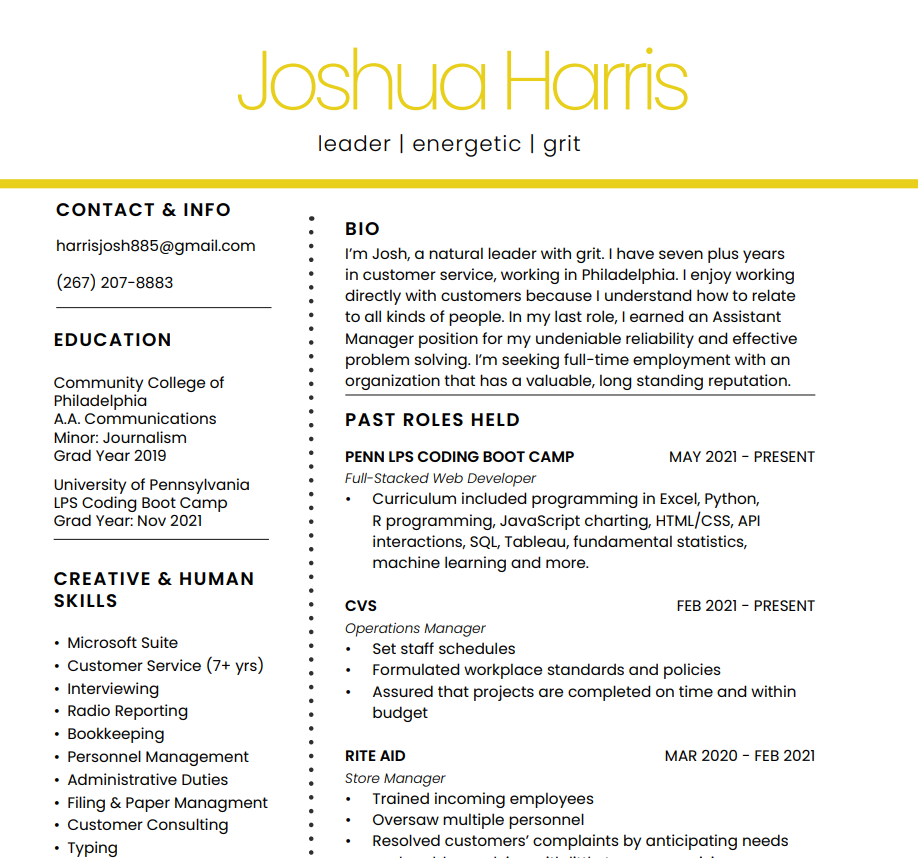 Joshua Harris
leader | energetic | grit
CONTACT & INFO
harrisjosh885@gmail.com
(267) 207-8883
EDUCATION
Community College of
Philadelphia
A.A. Communications
Minor: Journalism
Grad Year 2019
University of Pennsylvania
LPS Coding Boot Camp
Grad Year: Nov 2021
CREATIVE & HUMAN
SKILLS
• Microsoft Suite
• Customer Service (7+ yrs)
• Interviewing
• Radio Reporting
• Bookkeeping
• Personnel Management
• Administrative Duties
• Filing & Paper Managment
• Customer Consulting
• Typing
BIO
I'm Josh, a natural leader with grit. I have seven plus years
in customer service, working in Philadelphia. I enjoy working
directly with customers because I understand how to relate
to all kinds of people. In my last role, I earned an Assistant
Manager position for my undeniable reliability and effective
problem solving. I'm seeking full-time employment with an
organization that has a valuable, long standing reputation.
PAST ROLES HELD
PENN LPS CODING BOOT CAMP MAY 2021 - PRESENT
Full-Stacked Web Developer
• Curriculum included programming in Excel, Python,
R programming, JavaScript charting, HTML/CSS, API
interactions, SQL, Tableau, fundamental statistics,
machine learning and more.
CVS FEB 2021 - PRESENT
Operations Manager
• Set staff schedules
• Formulated workplace standards and policies
• Assured that projects are completed on time and within
budget
RITE AID MAR 2020 - FEB 2021
Store Manager
• Trained incoming employees
• Oversaw multiple personnel
• Resolved customers' complaints by anticipating needs